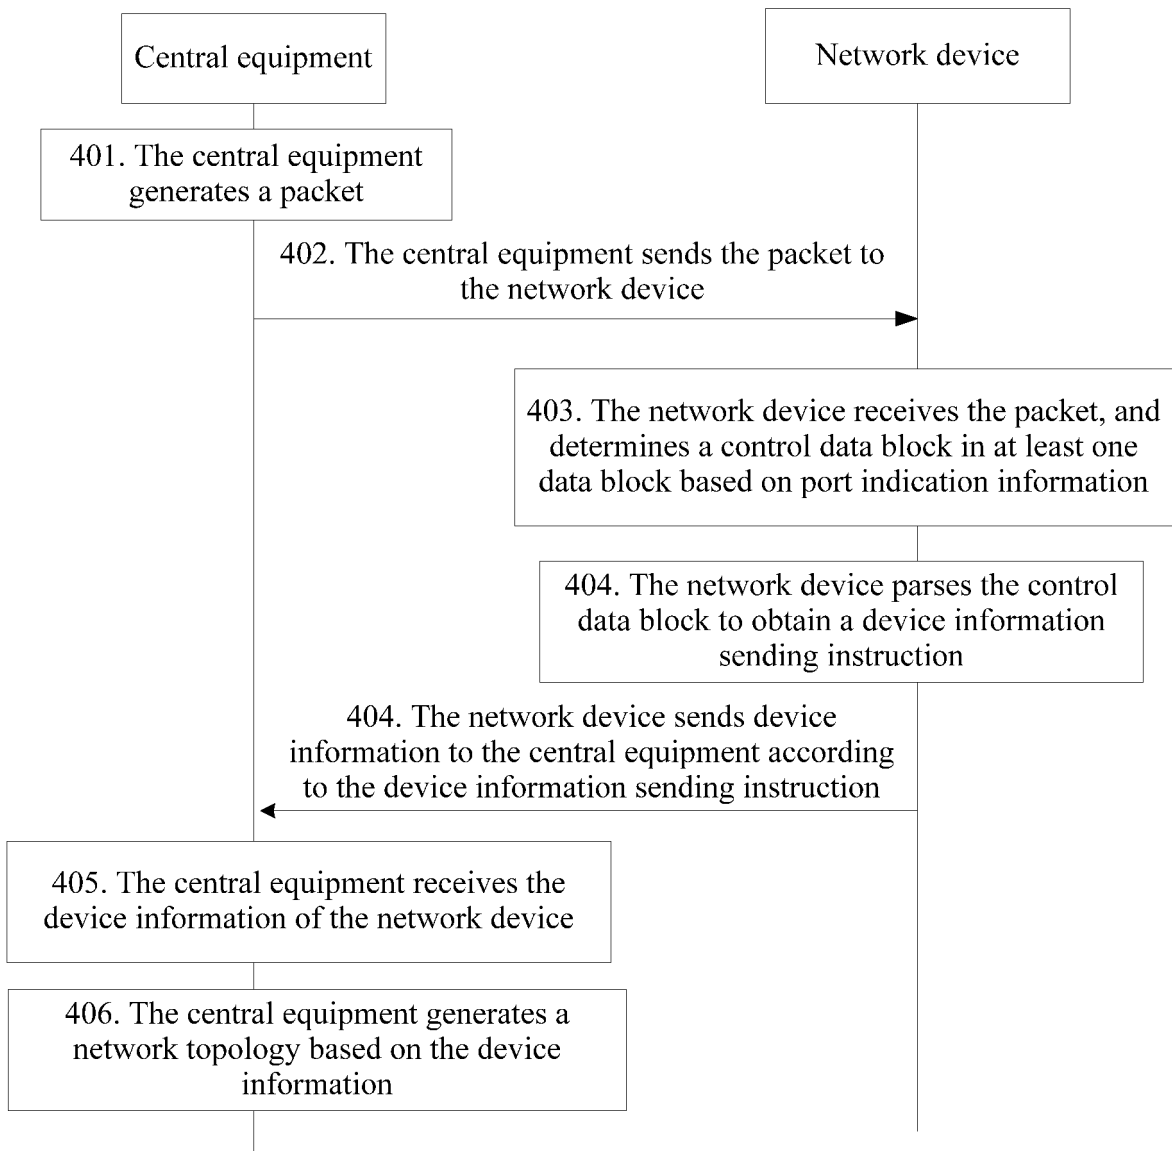 Central equipment
Network device
401. The central equipment
generates a packet
402. The central equipment sends the packet to
the network device
403. The network device receives the packet, and
determines a control data block in at least one
data block based on port indication information
404. The network device parses the control
data block to obtain a device information
sending instruction
404. The network device sends device
information to the central equipment according
to the device information sending instruction
405. The central equipment receives the
device information of the network device
406. The central equipment generates a
network topology based on the device
information